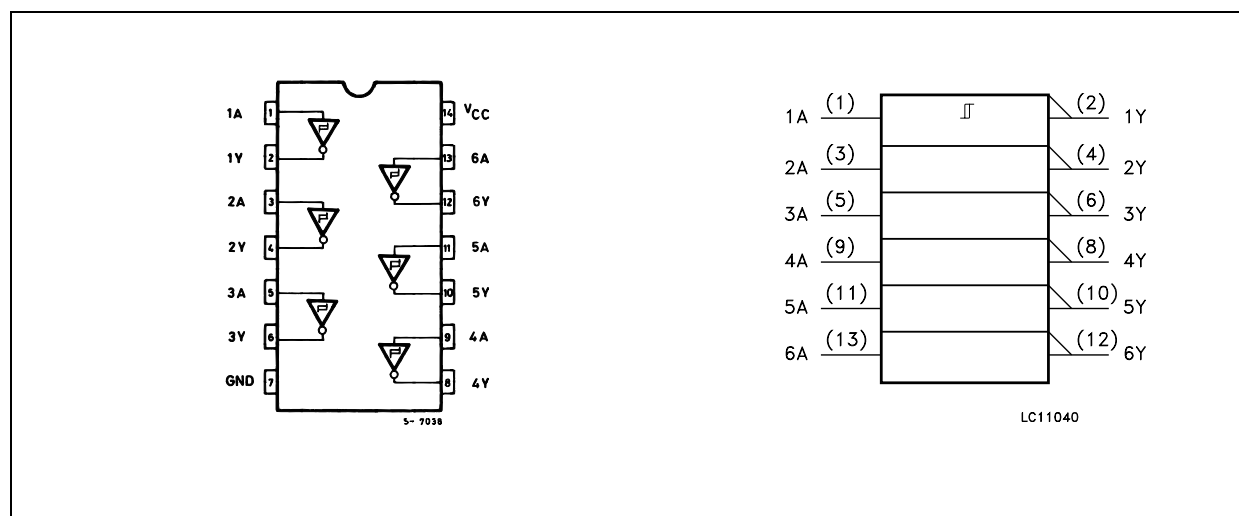 1A 1 14 VCC
1Y 2 13 6A
2A 3 12 6Y
2Y 4 11 5A
3A 5 10 5Y
3Y 6 9 4A
GND 7 8 4Y
S- 7038
1A (1) (2) 1Y
2A (3) (4) 2Y
3A (5) (6) 3Y
4A (9) (8) 4Y
5A (11) (10) 5Y
6A (13) (12) 6Y
LC11040